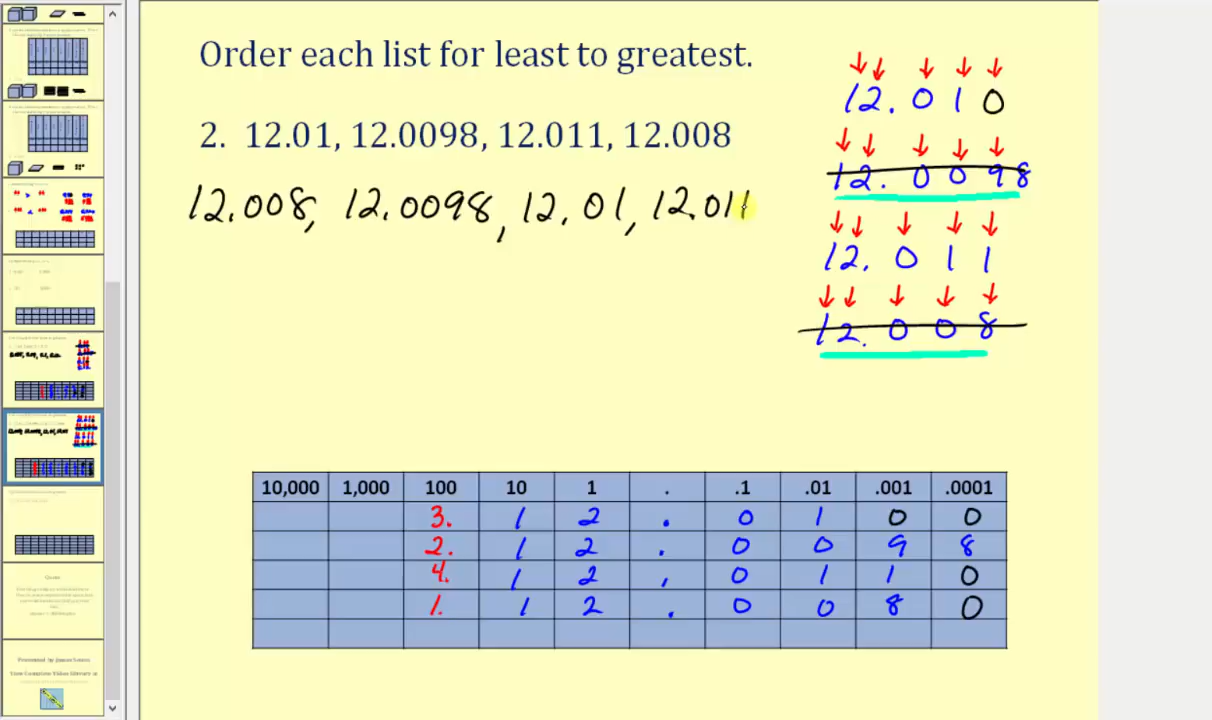 Order each list for least to greatest.
2. 12.01, 12.0098, 12.011, 12.008
12.008, 12.0098, 12.01, 12.011
12.010
12.0098
12.011
12.008
10,000 1,000 100 10 1 . .1 .01 .001 .0001
3. 1 2 . 0 1 0 0
2. 1 2 . 0 0 9 8
4. 1 2 . 0 1 1 0
1. 1 2 . 0 0 8 0